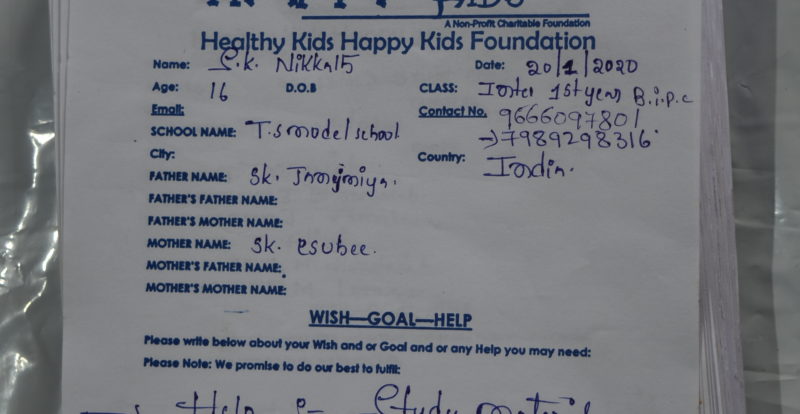 A Non-Profit Charitable Foundation
Healthy Kids Happy Kids Foundation
Name: S.k. Nikkalt Date: 20/1/2020
Age: 16 D.O.B CLASS: Inter 1st year B.i.p.c
Email: Contact No. 9666097801
SCHOOL NAME: T.S model school →7989298316
City: Country: India.
FATHER NAME: Sk.
FATHER'S FATHER NAME:
FATHER'S MOTHER NAME:
MOTHER NAME: Sk. esubee.
MOTHER'S FATHER NAME:
MOTHER'S MOTHER NAME:
WISH—GOAL—HELP
Please write below about your Wish and or Goal and or any Help you may need:
Please Note: We promise to do our best to fulfil:
Help :- Study